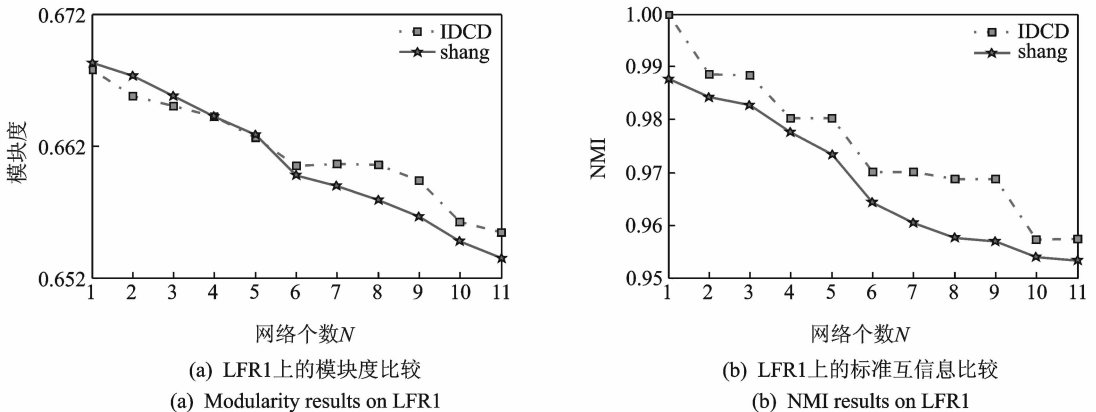 0.672
0.662
0.652
模块度
IDCD
shang
1 2 3 4 5 6 7 8 9 10 11
网络个数N
(a) LFR1上的模块度比较
(a) Modularity results on LFR1
1.00
0.99
0.98
0.97
0.96
0.95
NMI
IDCD
shang
1 2 3 4 5 6 7 8 9 10 11
网络个数N
(b) LFR1上的标准互信息比较
(b) NMI results on LFR1